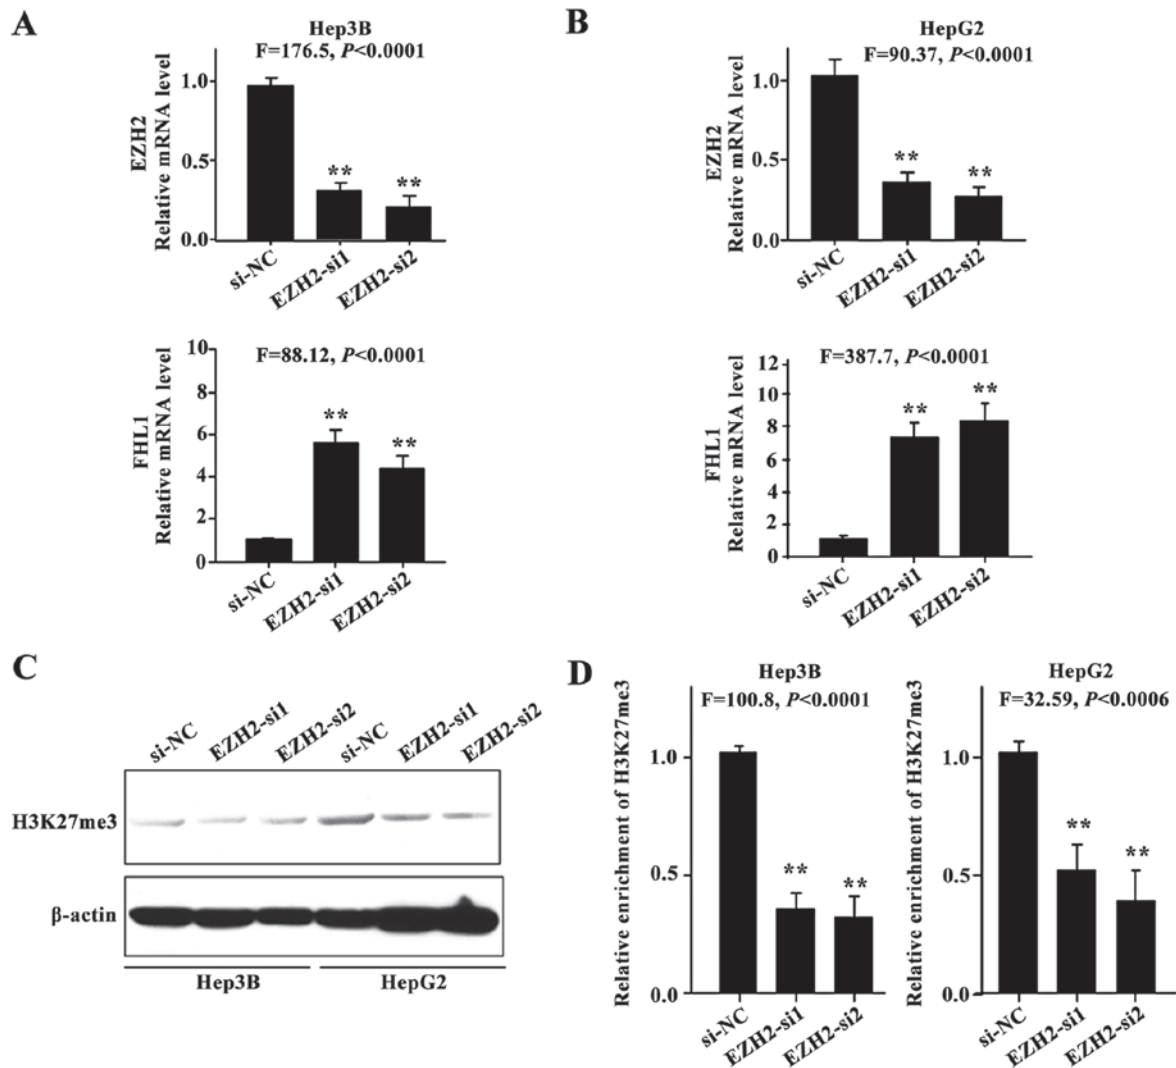 A
Hep3B
F=176.5, P<0.0001
EZH2
Relative mRNA level
1.0
0.5
0.0
si-NC
EZH2-si1
EZH2-si2
F=88.12, P<0.0001
FHL1
Relative mRNA level
10
8
6
4
2
0
**
**
**
**
si-NC
EZH2-si1
EZH2-si2
B
HepG2
F=90.37, P<0.0001
EZH2
Relative mRNA level
1.0
0.5
0.0
**
**
si-NC
EZH2-si1
EZH2-si2
F=387.7, P<0.0001
FHL1
Relative mRNA level
12
10
8
6
4
2
0
**
**
si-NC
EZH2-si1
EZH2-si2
C
si-NC
EZH2-si1
EZH2-si2
si-NC
EZH2-si1
EZH2-si2
H3K27me3
β-actin
Hep3B
HepG2
D
Hep3B
F=100.8, P<0.0001
Relative enrichment of H3K27me3
1.0
0.5
0.0
**
**
si-NC
EZH2-si1
EZH2-si2
HepG2
F=32.59, P<0.0006
Relative enrichment of H3K27me3
1.0
0.5
0.0
**
**
si-NC
EZH2-si1
EZH2-si2